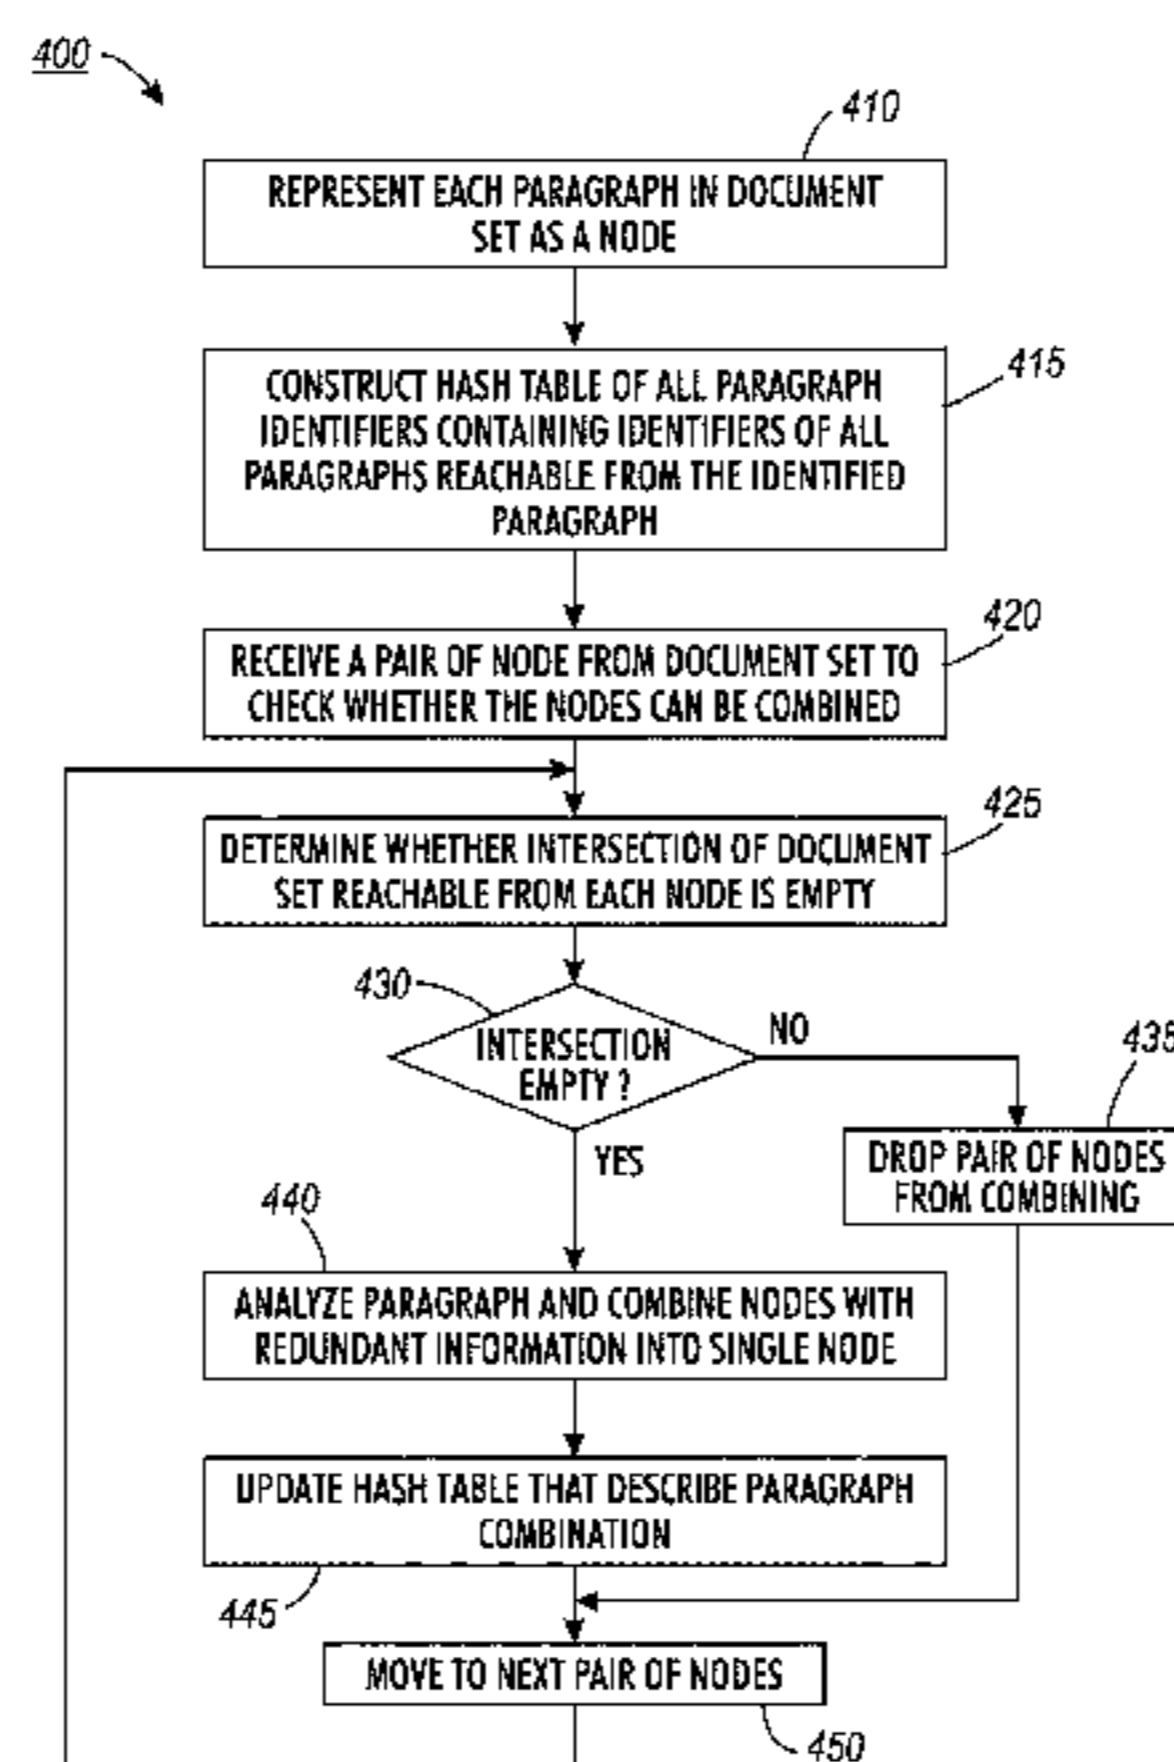 400
410
REPRESENT EACH PARAGRAPH IN DOCUMENT
SET AS A NODE
415
CONSTRUCT HASH TABLE OF ALL PARAGRAPH
IDENTIFIERS CONTAINING IDENTIFIERS OF ALL
PARAGRAPHS REACHABLE FROM THE IDENTIFIED
PARAGRAPH
420
RECEIVE A PAIR OF NODE FROM DOCUMENT SET TO
CHECK WHETHER THE NODES CAN BE COMBINED
425
DETERMINE WHETHER INTERSECTION OF DOCUMENT
SET REACHABLE FROM EACH NODE IS EMPTY
430
INTERSECTION
EMPTY ?
NO
435
YES
DROP PAIR OF NODES
FROM COMBINING
440
ANALYZE PARAGRAPH AND COMBINE NODES WITH
REDUNDANT INFORMATION INTO SINGLE NODE
UPDATE HASH TABLE THAT DESCRIBE PARAGRAPH
COMBINATION
445
MOVE TO NEXT PAIR OF NODES
450